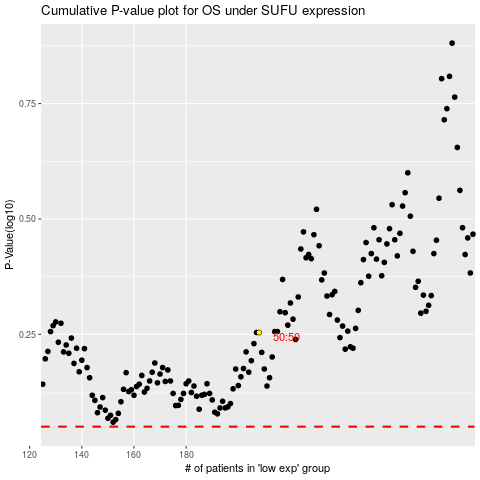 Cumulative P-value plot for OS under SUFU expression
P-Value(log10)
0.75
0.50
0.25
50:50
120 140 160 180
# of patients in 'low exp' group